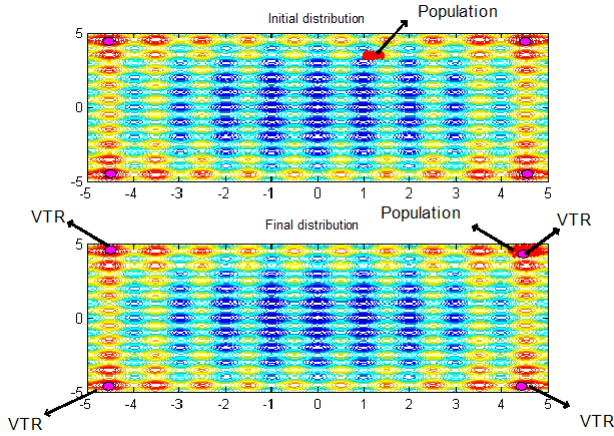 Initial distribution
Population
5
0
-5
-5 -4 -3 -2 -1 0 1 2 3 4 5
VTR
Population
VTR
Final distribution
5
0
-5
-5 -4 -3 -2 -1 0 1 2 3 4 5
VTR
VTR